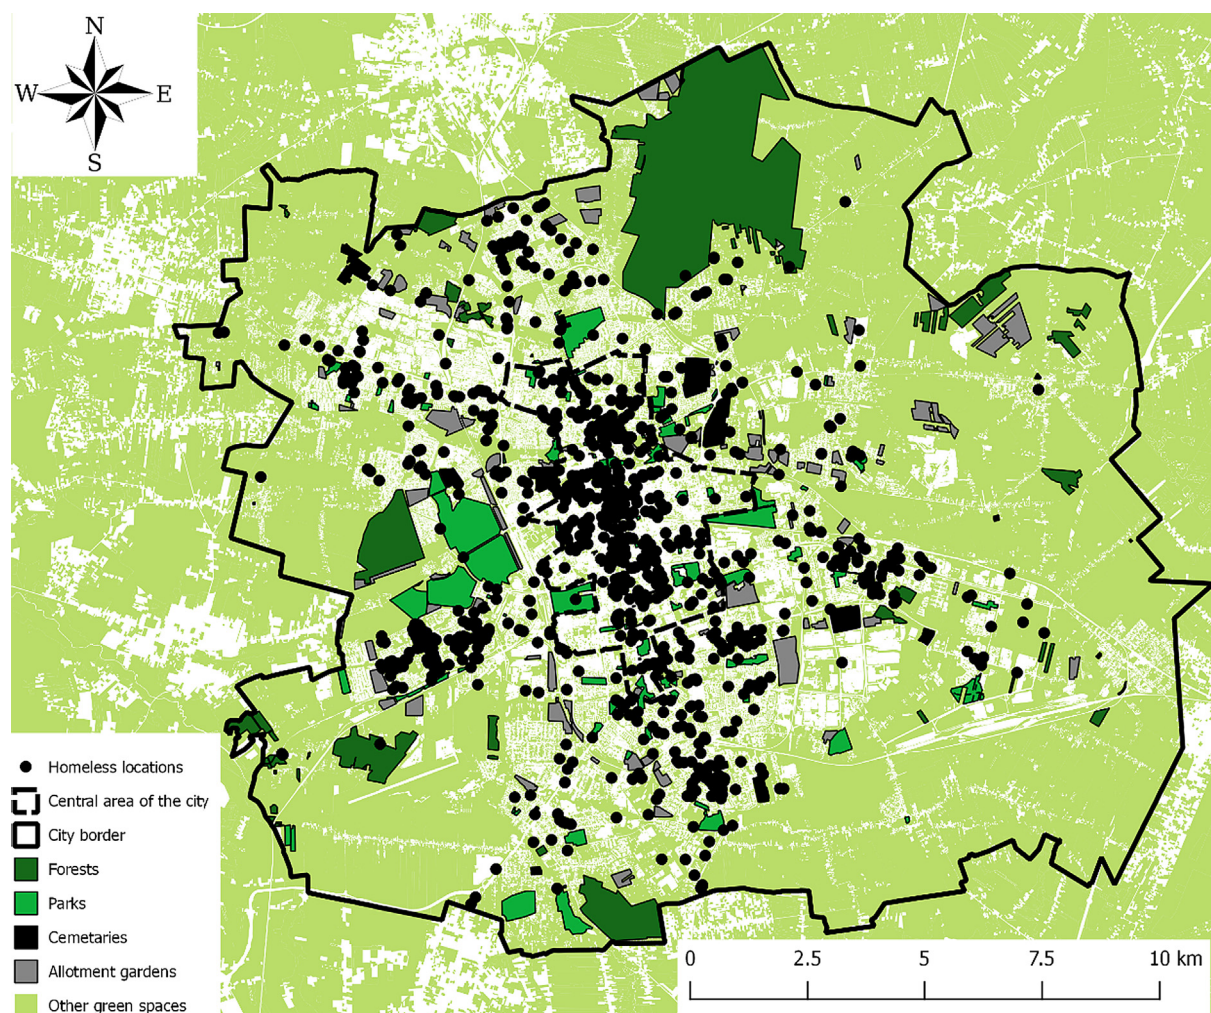 N
W E
S
Homeless locations
Central area of the city
City border
Forests
Parks
Cemetaries
Allotment gardens
Other green spaces
0 2.5 5 7.5 10 km